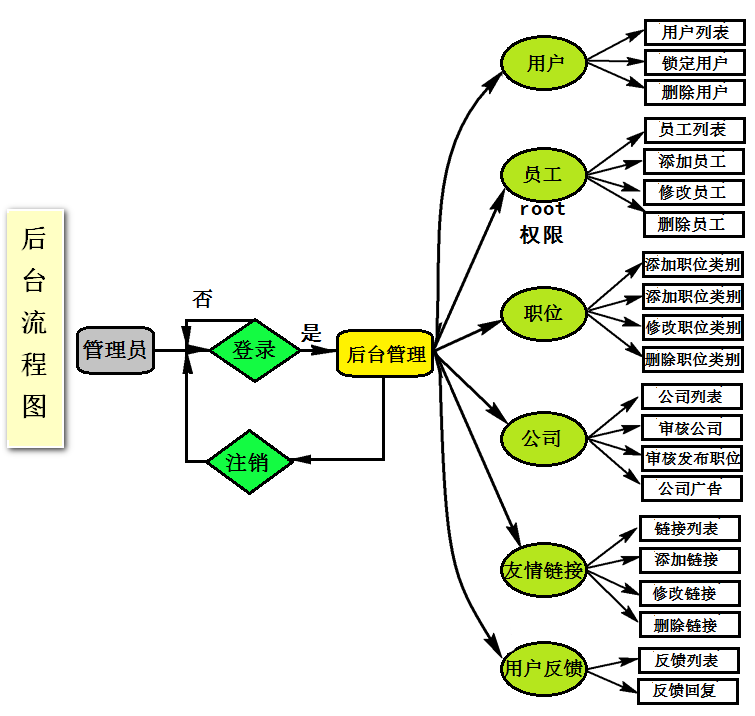 后台流程图
管理员
否
登录
是
后台管理
注销
用户
用户列表
锁定用户
删除用户
员工
root
权限
员工列表
添加员工
修改员工
删除员工
职位
添加职位类别
添加职位类别
修改职位类别
删除职位类别
公司
公司列表
审核公司
审核发布职位
公司广告
友情链接
链接列表
添加链接
修改链接
删除链接
用户反馈
反馈列表
反馈回复